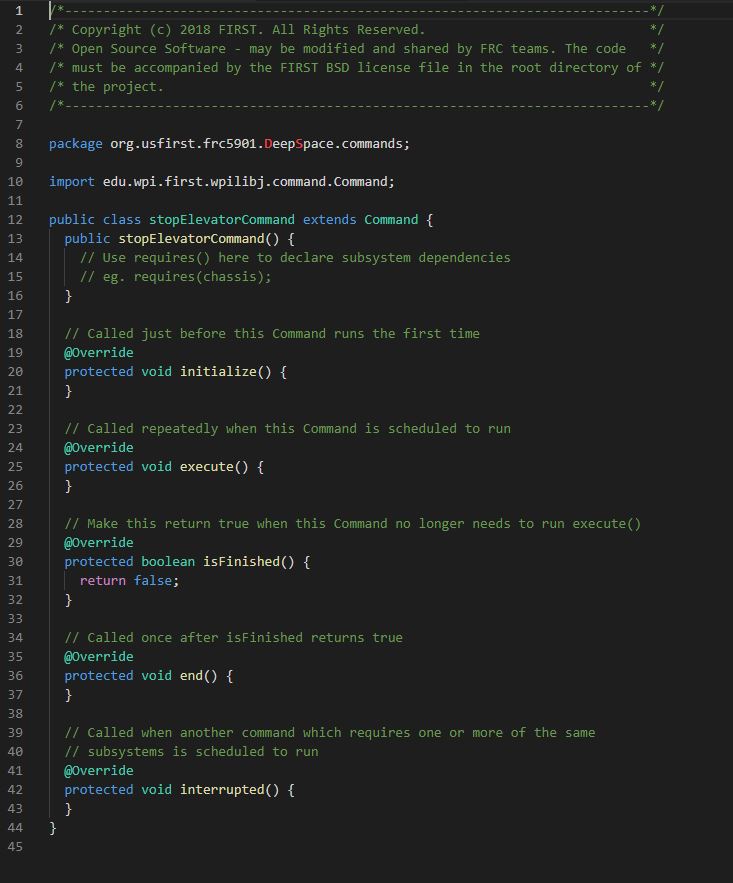 1 /*----------------------------------------------------------------------------*/
2 /* Copyright (c) 2018 FIRST. All Rights Reserved.                             */
3 /* Open Source Software - may be modified and shared by FRC teams. The code   */
4 /* must be accompanied by the FIRST BSD license file in the root directory of */
5 /* the project.                                                               */
6 /*----------------------------------------------------------------------------*/
7
8 package org.usfirst.frc5901.DeepSpace.commands;
9
10 import edu.wpi.first.wpilibj.command.Command;
11
12 public class stopElevatorCommand extends Command {
13   public stopElevatorCommand() {
14     // Use requires() here to declare subsystem dependencies
15     // eg. requires(chassis);
16   }
17
18   // Called just before this Command runs the first time
19   @Override
20   protected void initialize() {
21   }
22
23   // Called repeatedly when this Command is scheduled to run
24   @Override
25   protected void execute() {
26   }
27
28   // Make this return true when this Command no longer needs to run execute()
29   @Override
30   protected boolean isFinished() {
31     return false;
32   }
33
34   // Called once after isFinished returns true
35   @Override
36   protected void end() {
37   }
38
39   // Called when another command which requires one or more of the same
40   // subsystems is scheduled to run
41   @Override
42   protected void interrupted() {
43   }
44 }
45